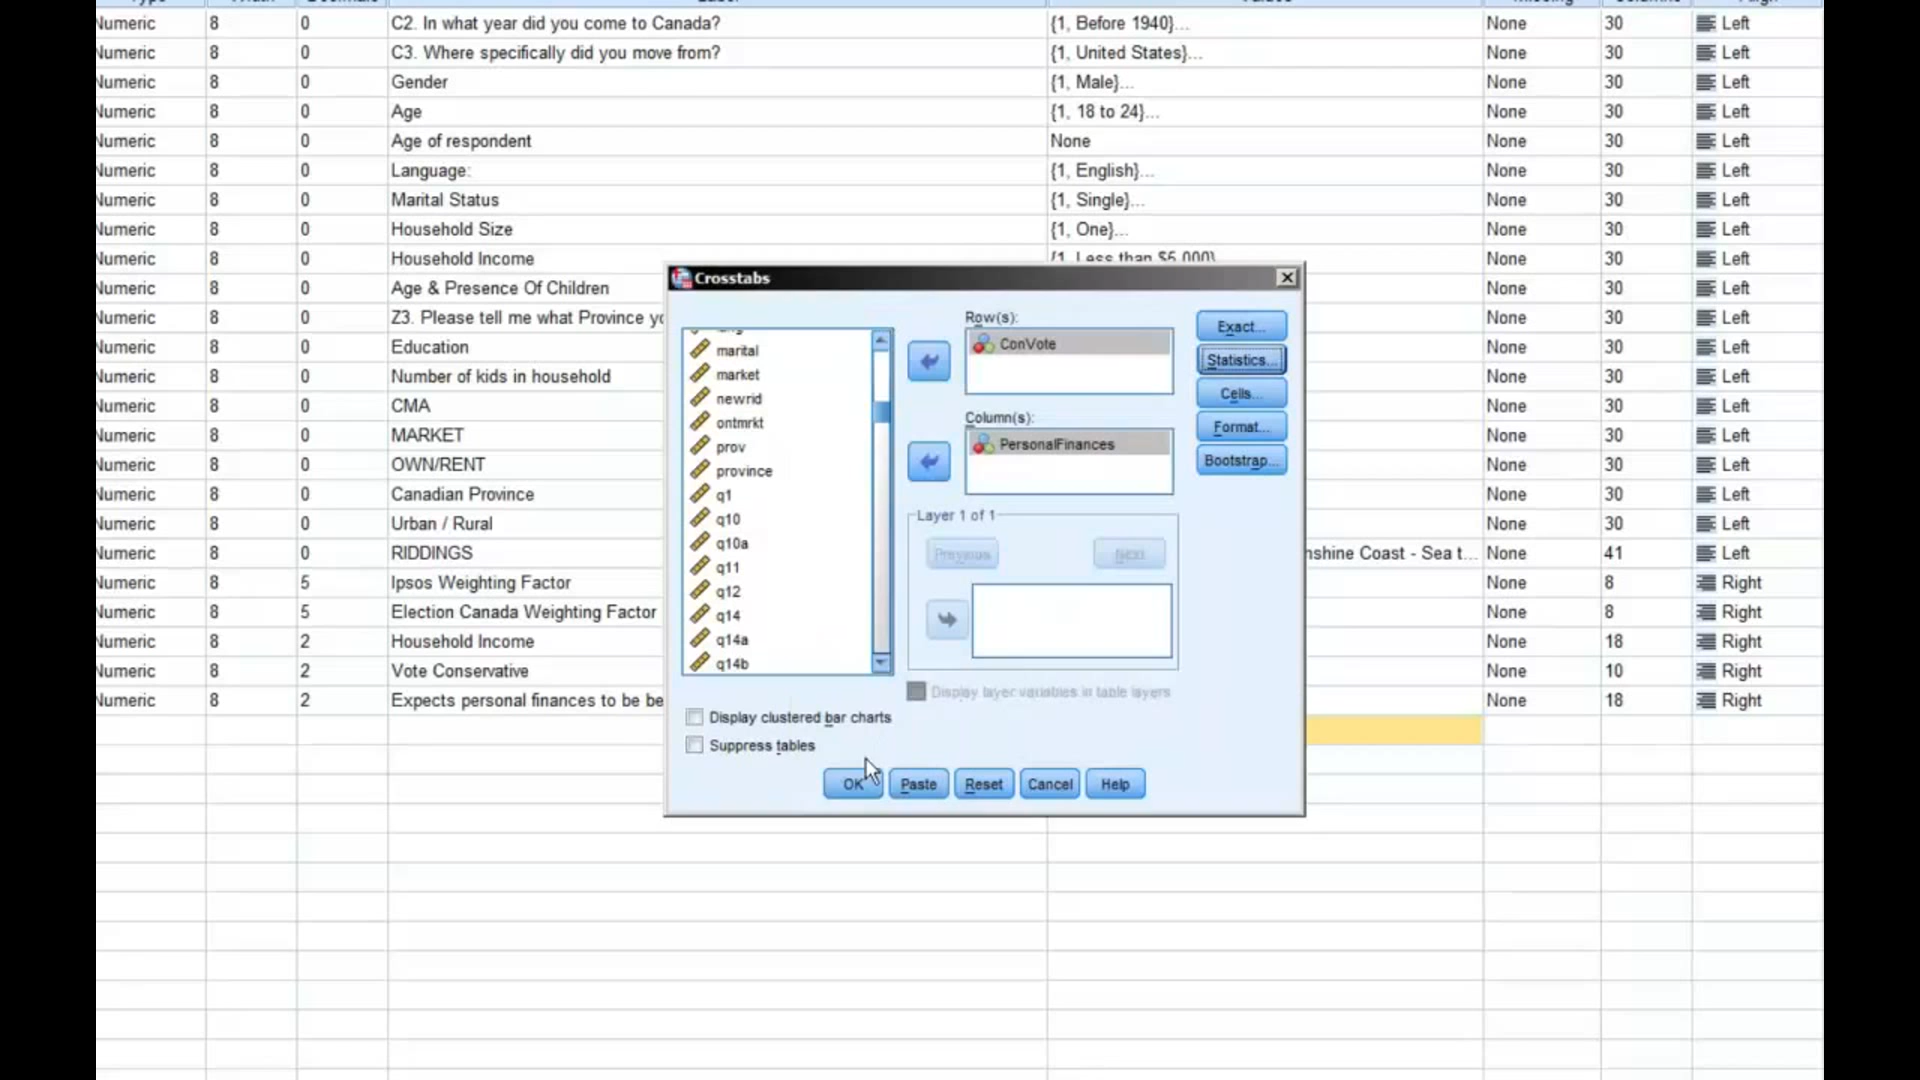 Numeric 8 0 C2. In what year did you come to Canada? {1, Before 1940}... None 30 Left
Numeric 8 0 C3. Where specifically did you move from? {1, United States}... None 30 Left
Numeric 8 0 Gender {1, Male}... None 30 Left
Numeric 8 0 Age {1, 18 to 24}... None 30 Left
Numeric 8 0 Age of respondent None None 30 Left
Numeric 8 0 Language: {1, English}... None 30 Left
Numeric 8 0 Marital Status {1, Single}... None 30 Left
Numeric 8 0 Household Size {1, One}... None 30 Left
Numeric 8 0 Household Income {1, Less than $5,000} None 30 Left
Numeric 8 0 Age & Presence Of Children None 30 Left
Numeric 8 0 Z3. Please tell me what Province yo None 30 Left
Numeric 8 0 Education None 30 Left
Numeric 8 0 Number of kids in household None 30 Left
Numeric 8 0 CMA None 30 Left
Numeric 8 0 MARKET None 30 Left
Numeric 8 0 OWN/RENT None 30 Left
Numeric 8 0 Canadian Province None 30 Left
Numeric 8 0 Urban / Rural None 30 Left
Numeric 8 0 RIDDINGS nshine Coast - Sea t... None 41 Left
Numeric 8 5 Ipsos Weighting Factor None 8 Right
Numeric 8 5 Election Canada Weighting Factor None 8 Right
Numeric 8 2 Household Income None 18 Right
Numeric 8 2 Vote Conservative None 10 Right
Numeric 8 2 Expects personal finances to be be None 18 Right
Crosstabs
marital
market
newrid
ontmrkt
prov
province
q1
q10
q10a
q11
q12
q14
q14a
q14b
Row(s):
ConVote
Column(s):
PersonalFinances
Layer 1 of 1
Previous Next
Display layer variables in table layers
Exact...
Statistics...
Cells...
Format...
Bootstrap...
Display clustered bar charts
Suppress tables
OK Paste Reset Cancel Help